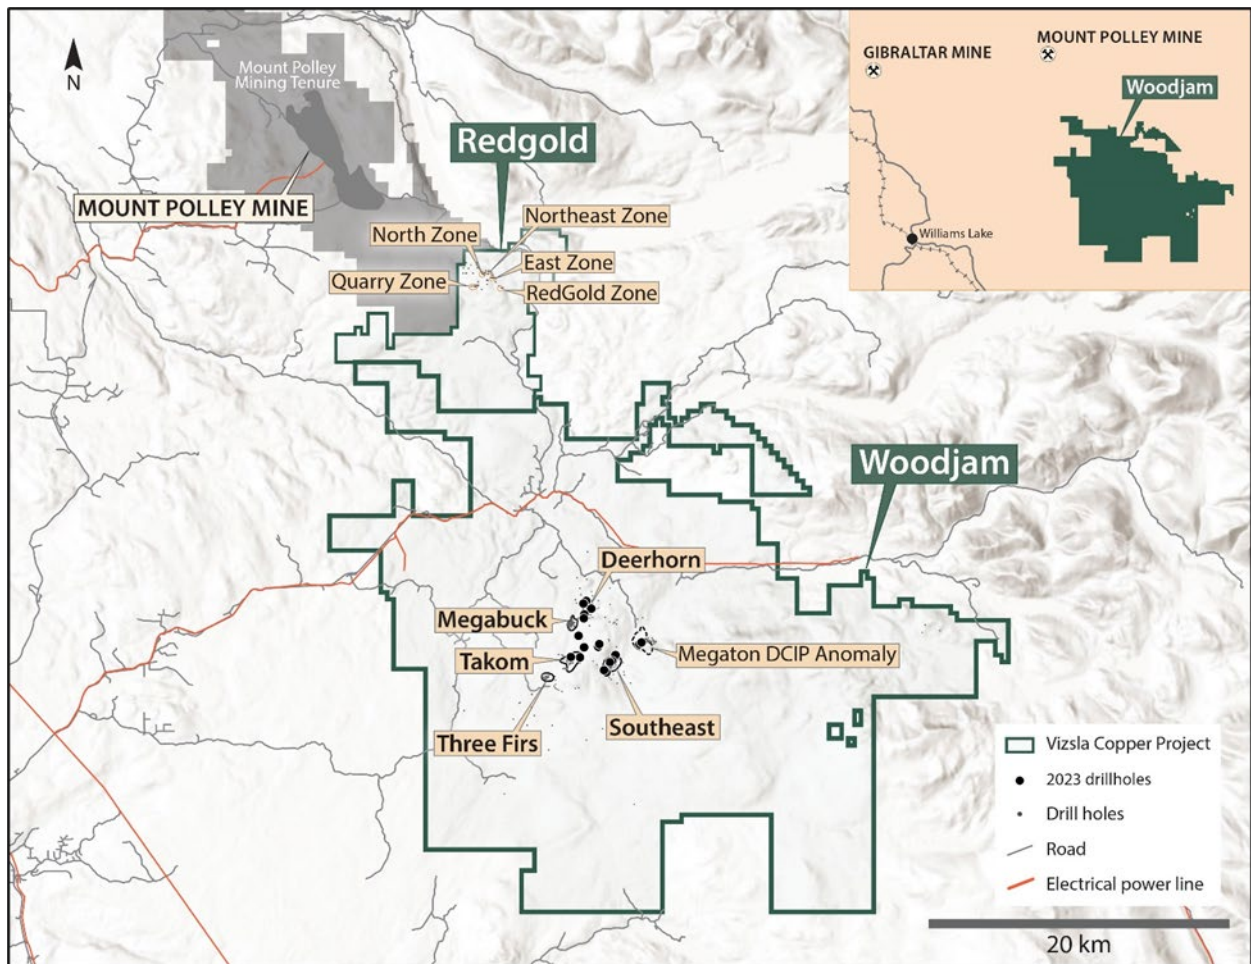 N
Mount Polley
Mining Tenure
MOUNT POLLEY MINE
Redgold
North Zone
Northeast Zone
East Zone
Quarry Zone
RedGold Zone
GIBRALTAR MINE
MOUNT POLLEY MINE
Woodjam
Williams Lake
Woodjam
Deerhorn
Megabuck
Takom
Megaton DCIP Anomaly
Three Firs
Southeast
Vizsla Copper Project
2023 drillholes
Drill holes
Road
Electrical power line
20 km